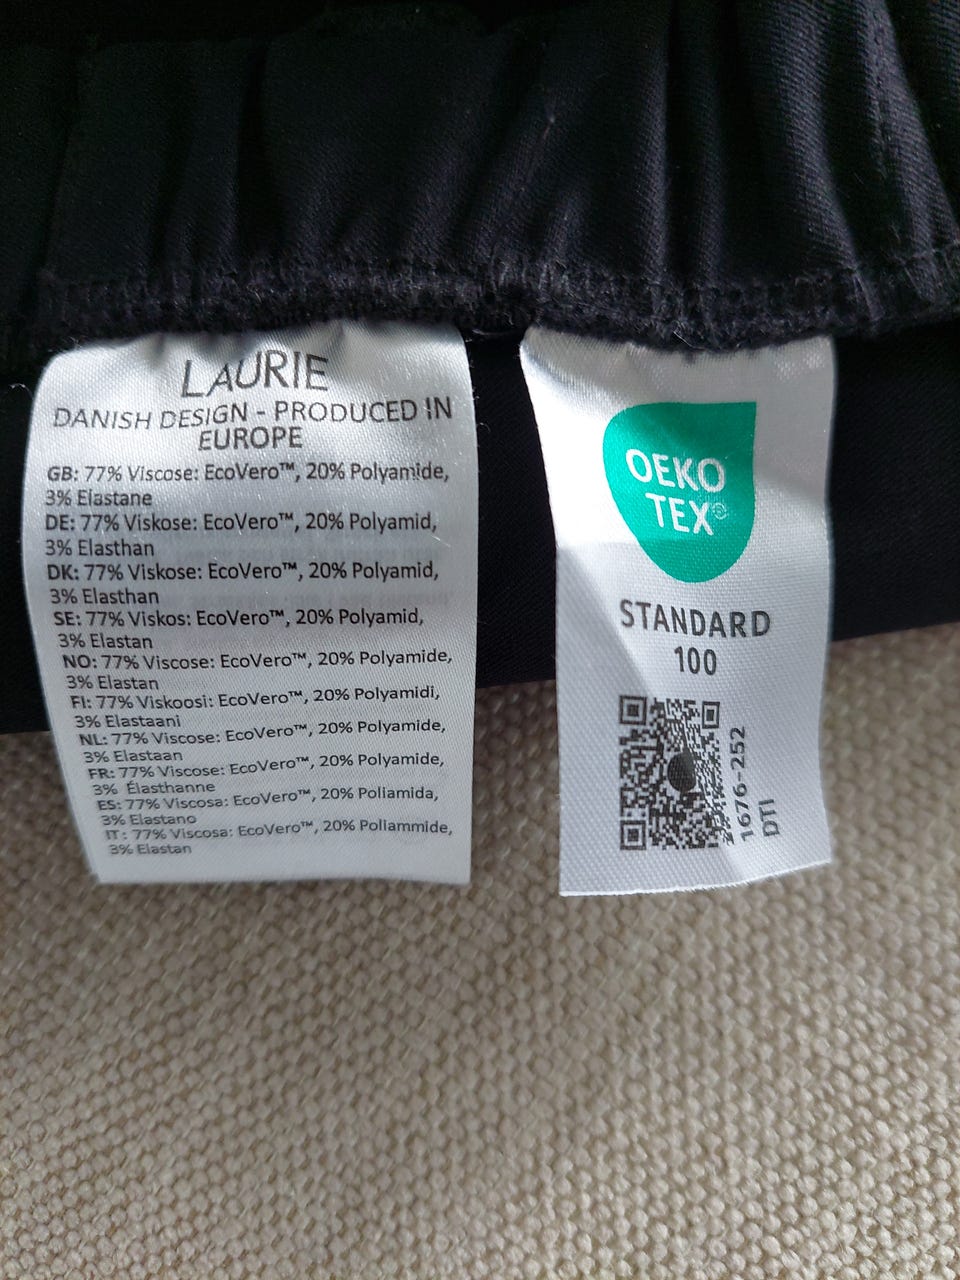 LAURIE
DANISH DESIGN - PRODUCED IN
EUROPE
GB: 77% Viscose: EcoVero™, 20% Polyamide,
3% Elastane
DE: 77% Viskose: EcoVero™, 20% Polyamid,
3% Elasthan
DK: 77% Viskose: EcoVero™, 20% Polyamid,
3% Elasthan
SE: 77% Viskos: EcoVero™, 20% Polyamid,
3% Elastan
NO: 77% Viscose: EcoVero™, 20% Polyamide,
3% Elastan
FI: 77% Viskoosi: EcoVero™, 20% Polyamidi,
3% Elastaani
NL: 77% Viscose: EcoVero™, 20% Polyamide,
3% Elastaan
FR: 77% Viscose: EcoVero™, 20% Polyamide,
3% Élasthanne
ES: 77% Viscosa: EcoVero™, 20% Poliamida,
3% Elastano
IT: 77% Viscosa: EcoVero™, 20% Poliammide,
3% Elastan
OEKO
TEX®
STANDARD
100
1676-252
DTI